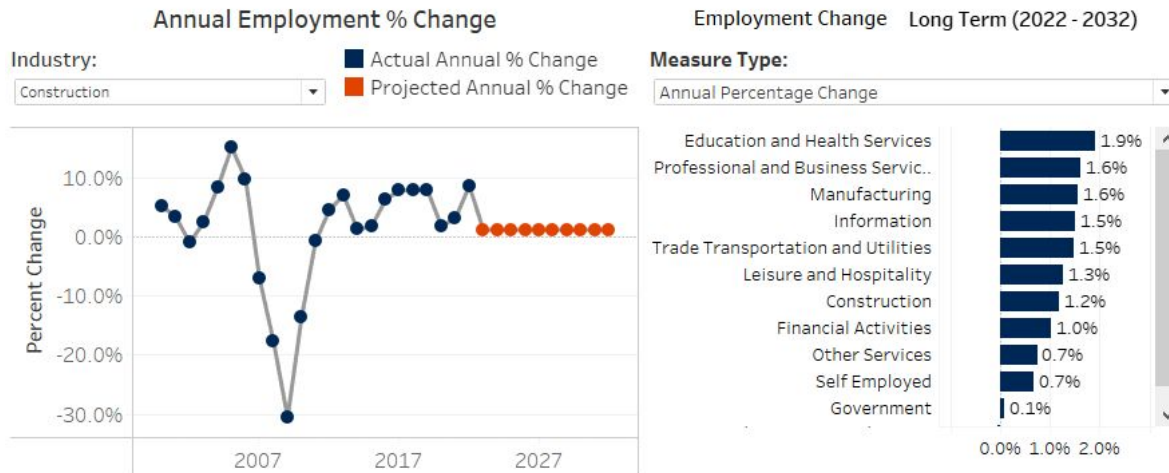 Annual Employment % Change
Industry:
Construction
Actual Annual % Change
Projected Annual % Change
10.0%
0.0%
-10.0%
-20.0%
-30.0%
Percent Change
2007 2017 2027
Employment Change Long Term (2022 - 2032)
Measure Type:
Annual Percentage Change
Education and Health Services 1.9%
Professional and Business Servic.. 1.6%
Manufacturing 1.6%
Information 1.5%
Trade Transportation and Utilities 1.5%
Leisure and Hospitality 1.3%
Construction 1.2%
Financial Activities 1.0%
Other Services 0.7%
Self Employed 0.7%
Government 0.1%
0.0% 1.0% 2.0%